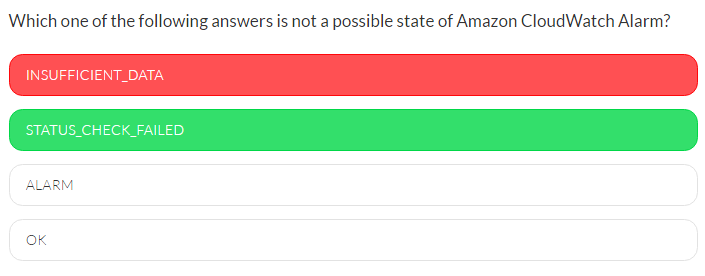 Which one of the following answers is not a possible state of Amazon CloudWatch Alarm?
INSUFFICIENT_DATA
STATUS_CHECK_FAILED
ALARM
OK